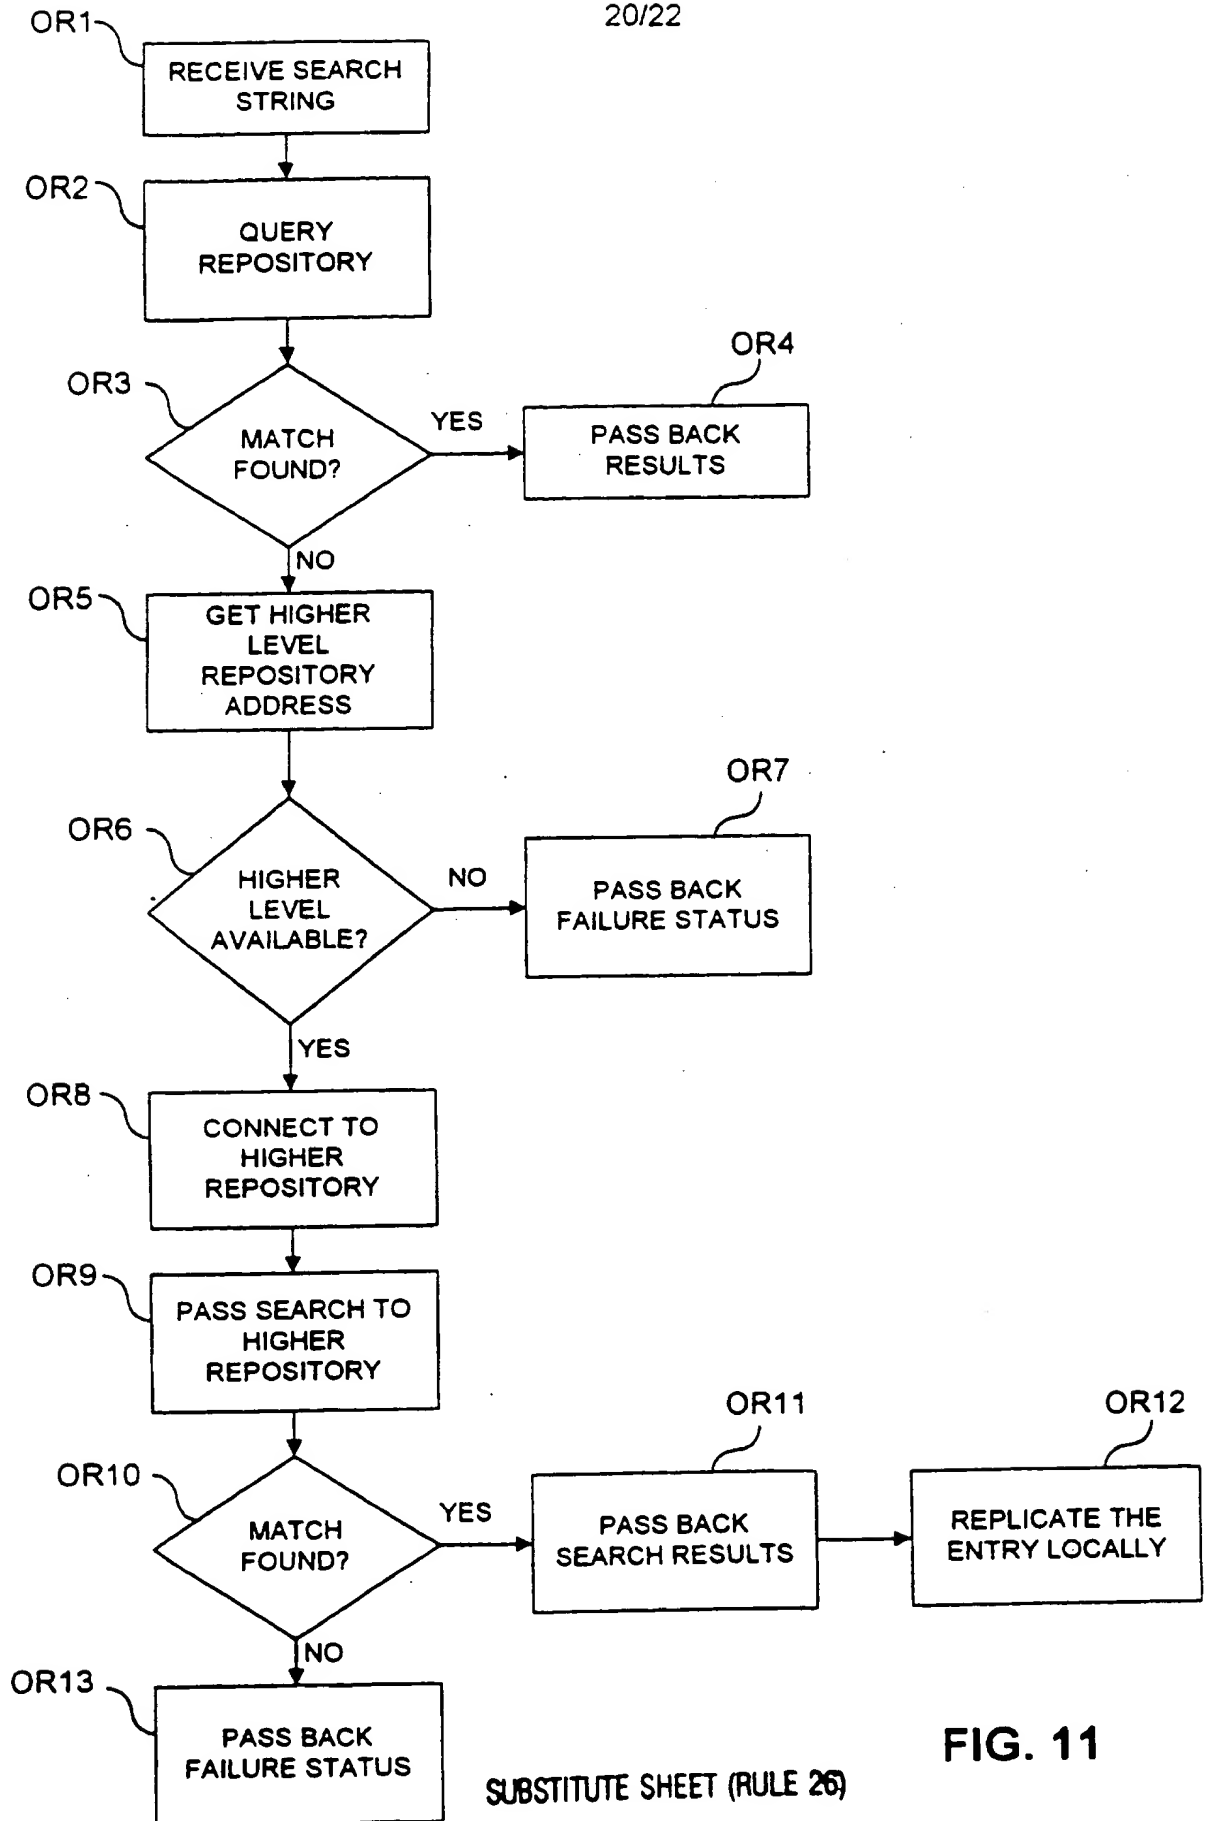 20/22
OR1
RECEIVE SEARCH
STRING
OR2
QUERY
REPOSITORY
OR3
MATCH
FOUND?
YES
OR4
PASS BACK
RESULTS
NO
OR5
GET HIGHER
LEVEL
REPOSITORY
ADDRESS
OR6
HIGHER
LEVEL
AVAILABLE?
NO
OR7
PASS BACK
FAILURE STATUS
YES
OR8
CONNECT TO
HIGHER
REPOSITORY
OR9
PASS SEARCH TO
HIGHER
REPOSITORY
OR10
MATCH
FOUND?
YES
OR11
PASS BACK
SEARCH RESULTS
OR12
REPLICATE THE
ENTRY LOCALLY
NO
OR13
PASS BACK
FAILURE STATUS
FIG. 11
SUBSTITUTE SHEET (RULE 26)